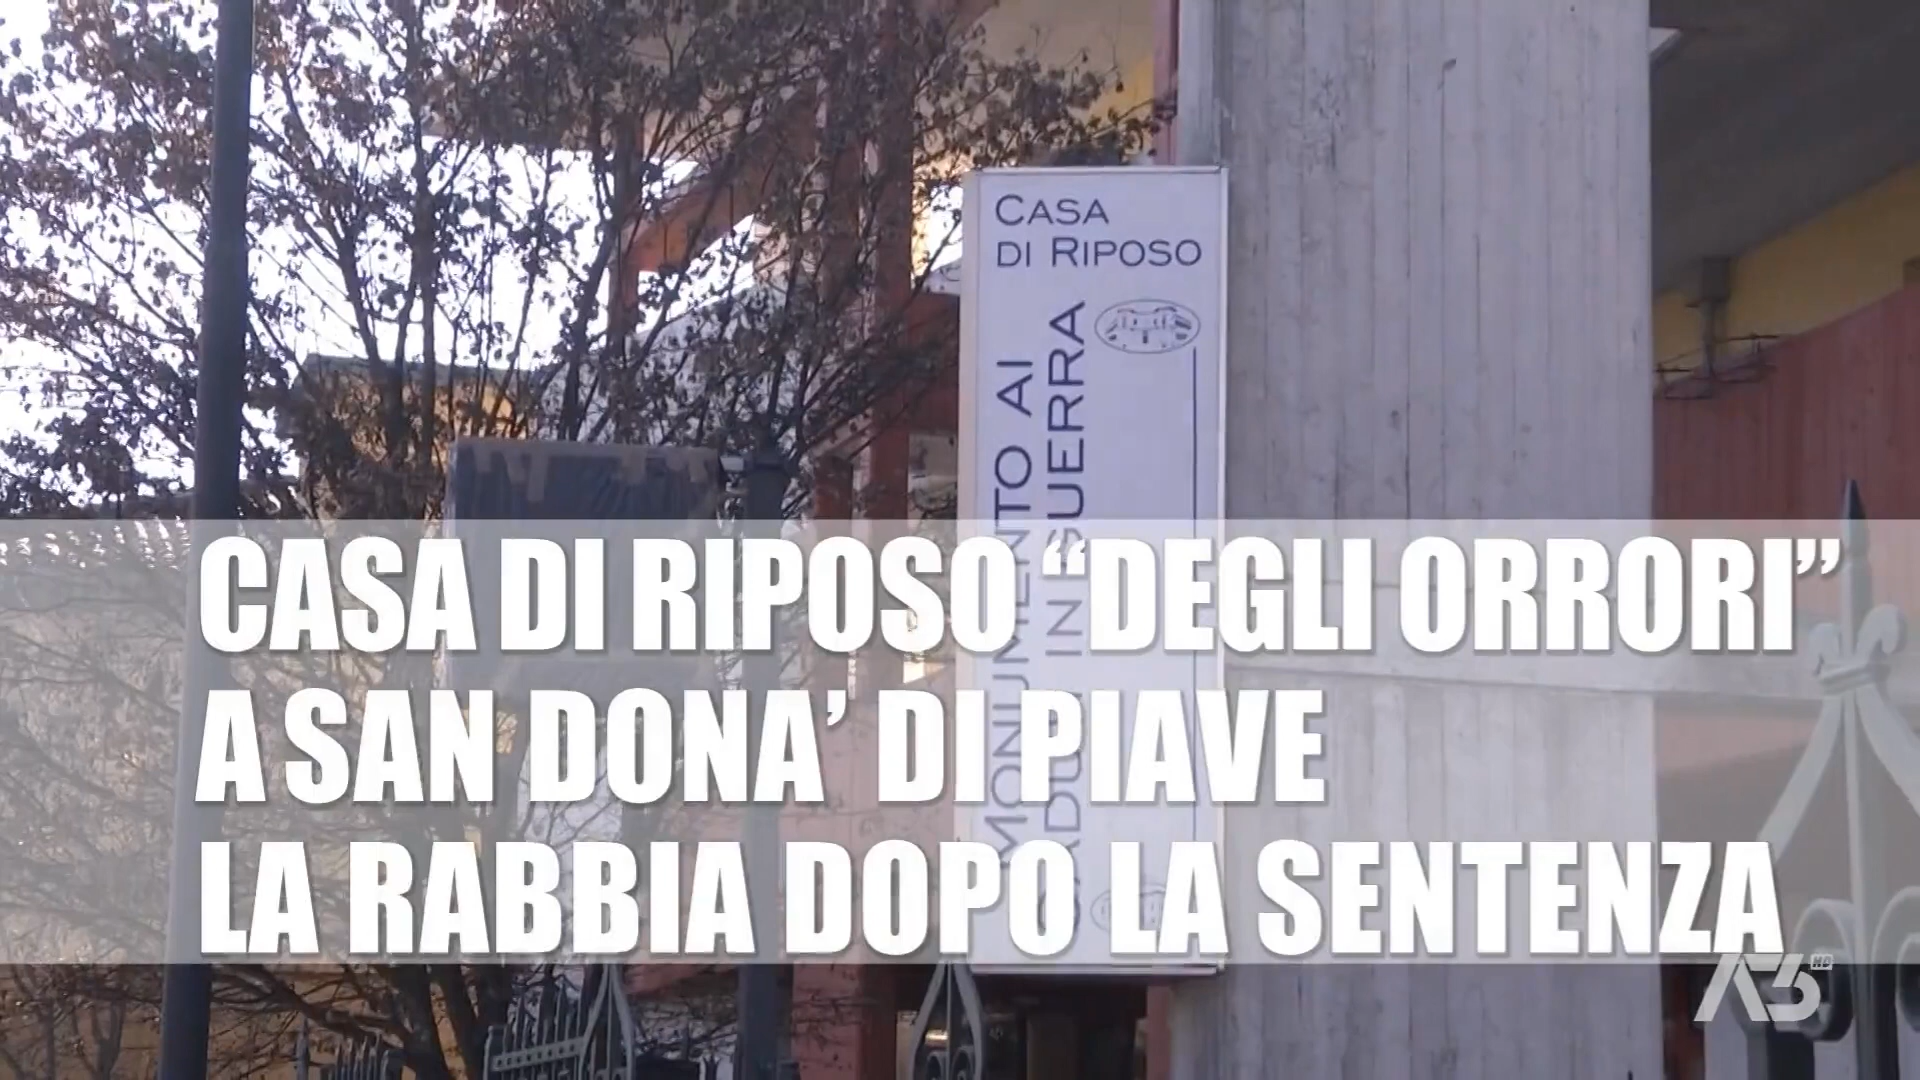 CASA
DI RIPOSO
MONUMENTO AI
CADUTI IN GUERRA
CASA DI RIPOSO “DEGLI ORRORI”
A SAN DONA’ DI PIAVE
LA RABBIA DOPO LA SENTENZA
A3 HD